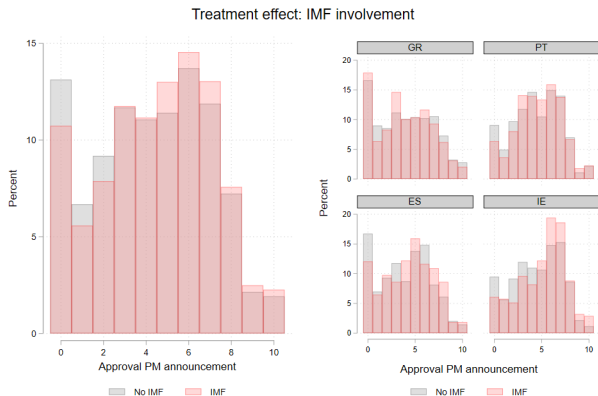 Treatment effect: IMF involvement
15
10
5
0
Percent
0 2 4 6 8 10
Approval PM announcement
No IMF IMF
GR PT
20
15
10
5
0
ES IE
20
15
10
5
0
Percent
0 5 10 0 5 10
Approval PM announcement
No IMF IMF